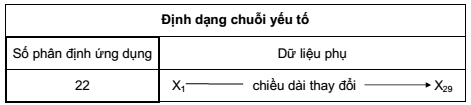 Định dạng chuỗi yếu tố
Số phân định ứng dụng Dữ liệu phụ
22 X1 chiều dài thay đổi X29